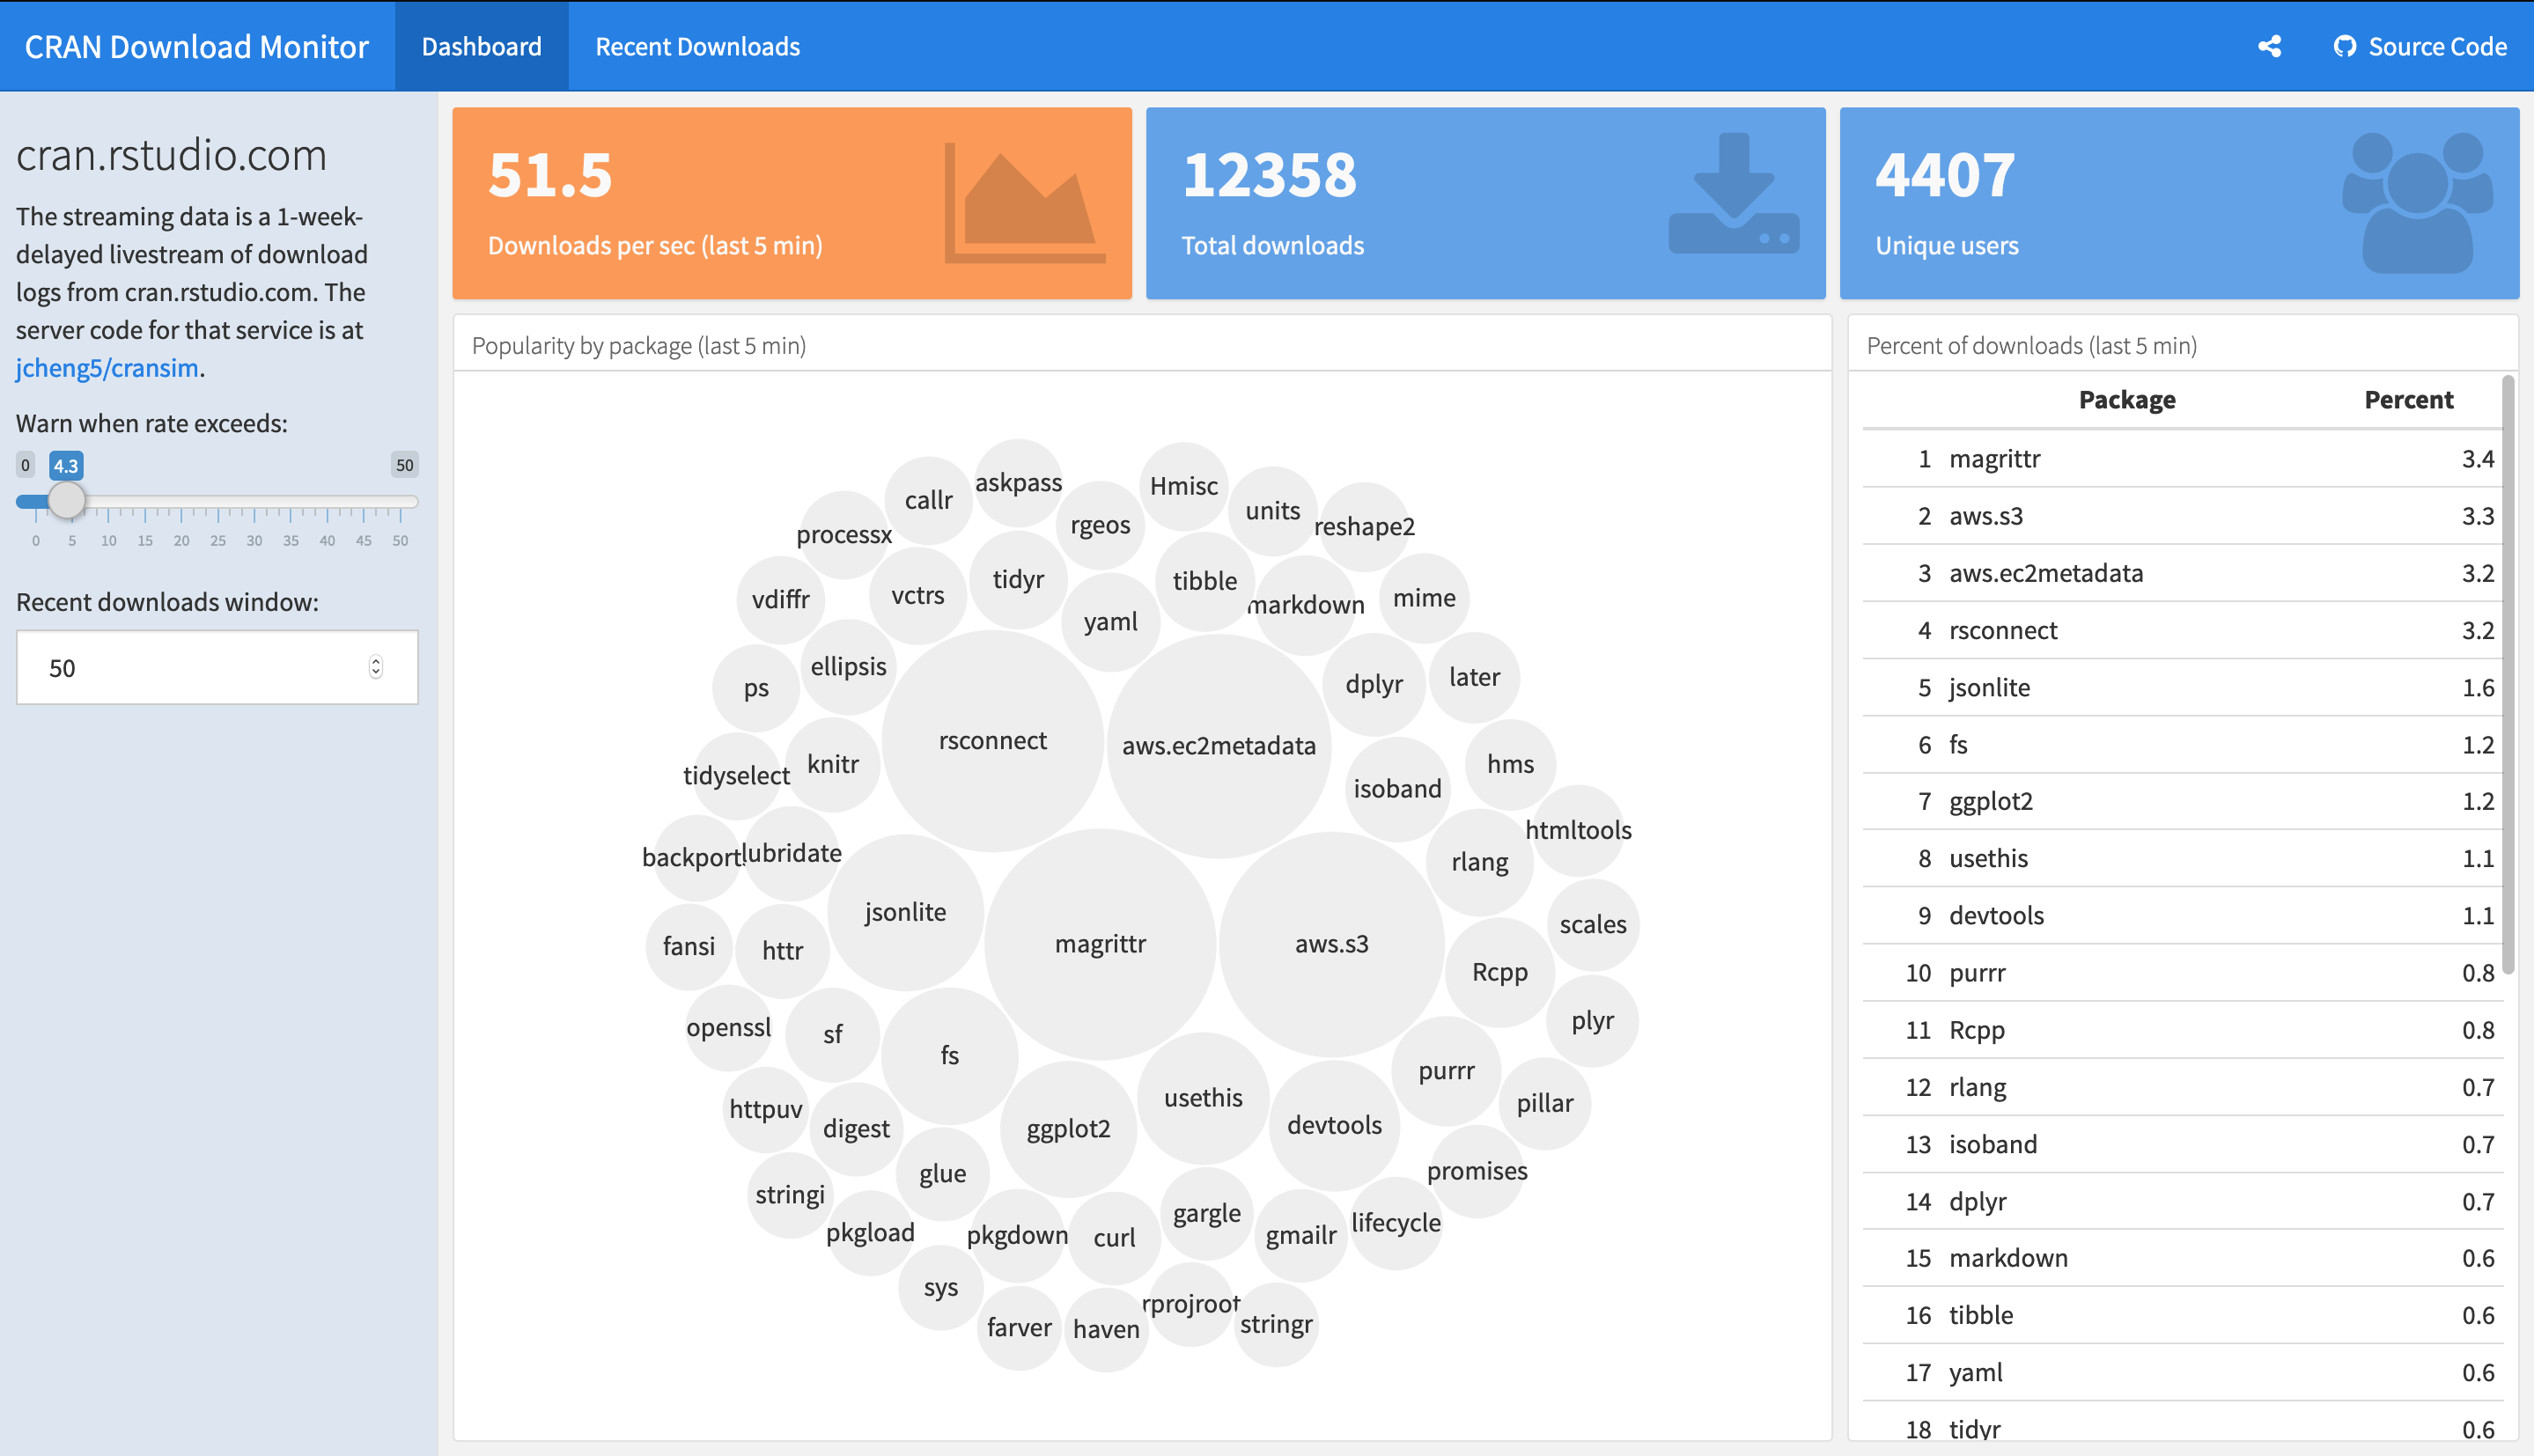 CRAN Download Monitor
Dashboard
Recent Downloads
Source Code
cran.rstudio.com
The streaming data is a 1-week-
delayed livestream of download
logs from cran.rstudio.com. The
server code for that service is at
jcheng5/cransim.
Warn when rate exceeds:
0 4.3 50
0 5 10 15 20 25 30 35 40 45 50
Recent downloads window:
50
51.5
Downloads per sec (last 5 min)
12358
Total downloads
4407
Unique users
Popularity by package (last 5 min)
askpass
Hmisc
callr
units
rgeos
reshape2
processx
tidyr
tibble
vctrs
mime
vdiffr
markdown
yaml
ellipsis
later
dplyr
ps
rsconnect
aws.ec2metadata
knitr
hms
tidyselect
isoband
htmltools
lubridate
backports
rlang
jsonlite
scales
magrittr
aws.s3
fansi
httr
Rcpp
plyr
openssl
sf
fs
purrr
usethis
pillar
httpuv
devtools
digest
ggplot2
promises
glue
stringi
gargle
lifecycle
pkgload
pkgdown
gmailr
curl
sys
rprojroot
stringr
farver
haven
Percent of downloads (last 5 min)
Package Percent
1 magrittr 3.4
2 aws.s3 3.3
3 aws.ec2metadata 3.2
4 rsconnect 3.2
5 jsonlite 1.6
6 fs 1.2
7 ggplot2 1.2
8 usethis 1.1
9 devtools 1.1
10 purrr 0.8
11 Rcpp 0.8
12 rlang 0.7
13 isoband 0.7
14 dplyr 0.7
15 markdown 0.6
16 tibble 0.6
17 yaml 0.6
18 tidyr 0.6